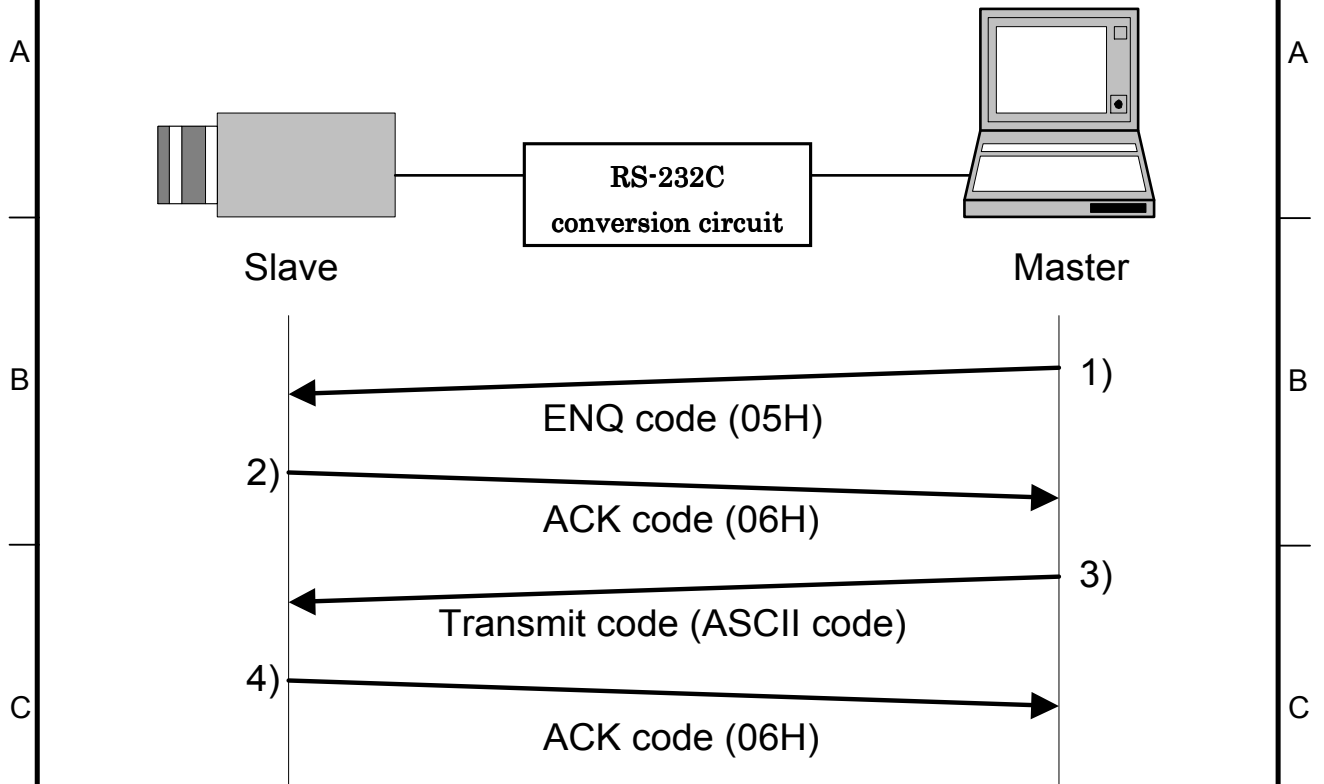 A
A
RS-232C
conversion circuit
Slave
Master
B
B
1)
ENQ code (05H)
2)
ACK code (06H)
3)
Transmit code (ASCII code)
4)
C
C
ACK code (06H)